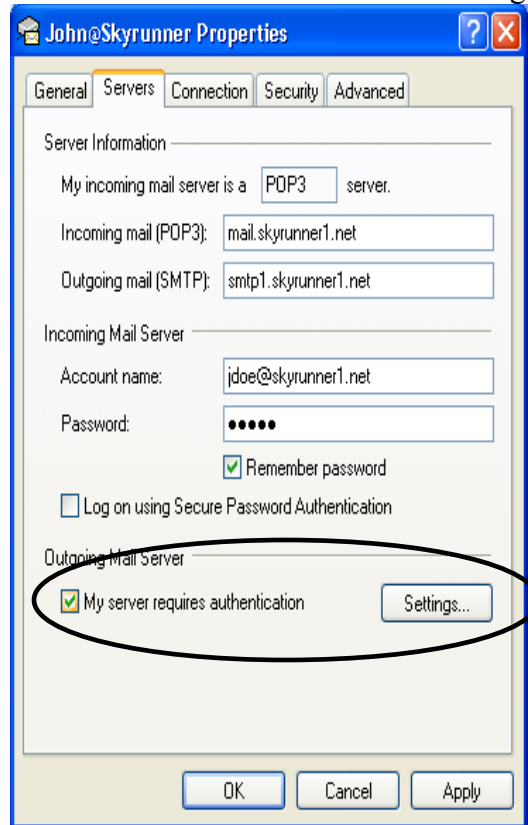 John@Skyrunner Properties
General Servers Connection Security Advanced
Server Information
My incoming mail server is a POP3 server.
Incoming mail (POP3): mail.skyrunner1.net
Outgoing mail (SMTP): smtp1.skyrunner1.net
Incoming Mail Server
Account name: jdoe@skyrunner1.net
Password: •••••
Remember password
Log on using Secure Password Authentication
Outgoing Mail Server
My server requires authentication Settings...
OK Cancel Apply